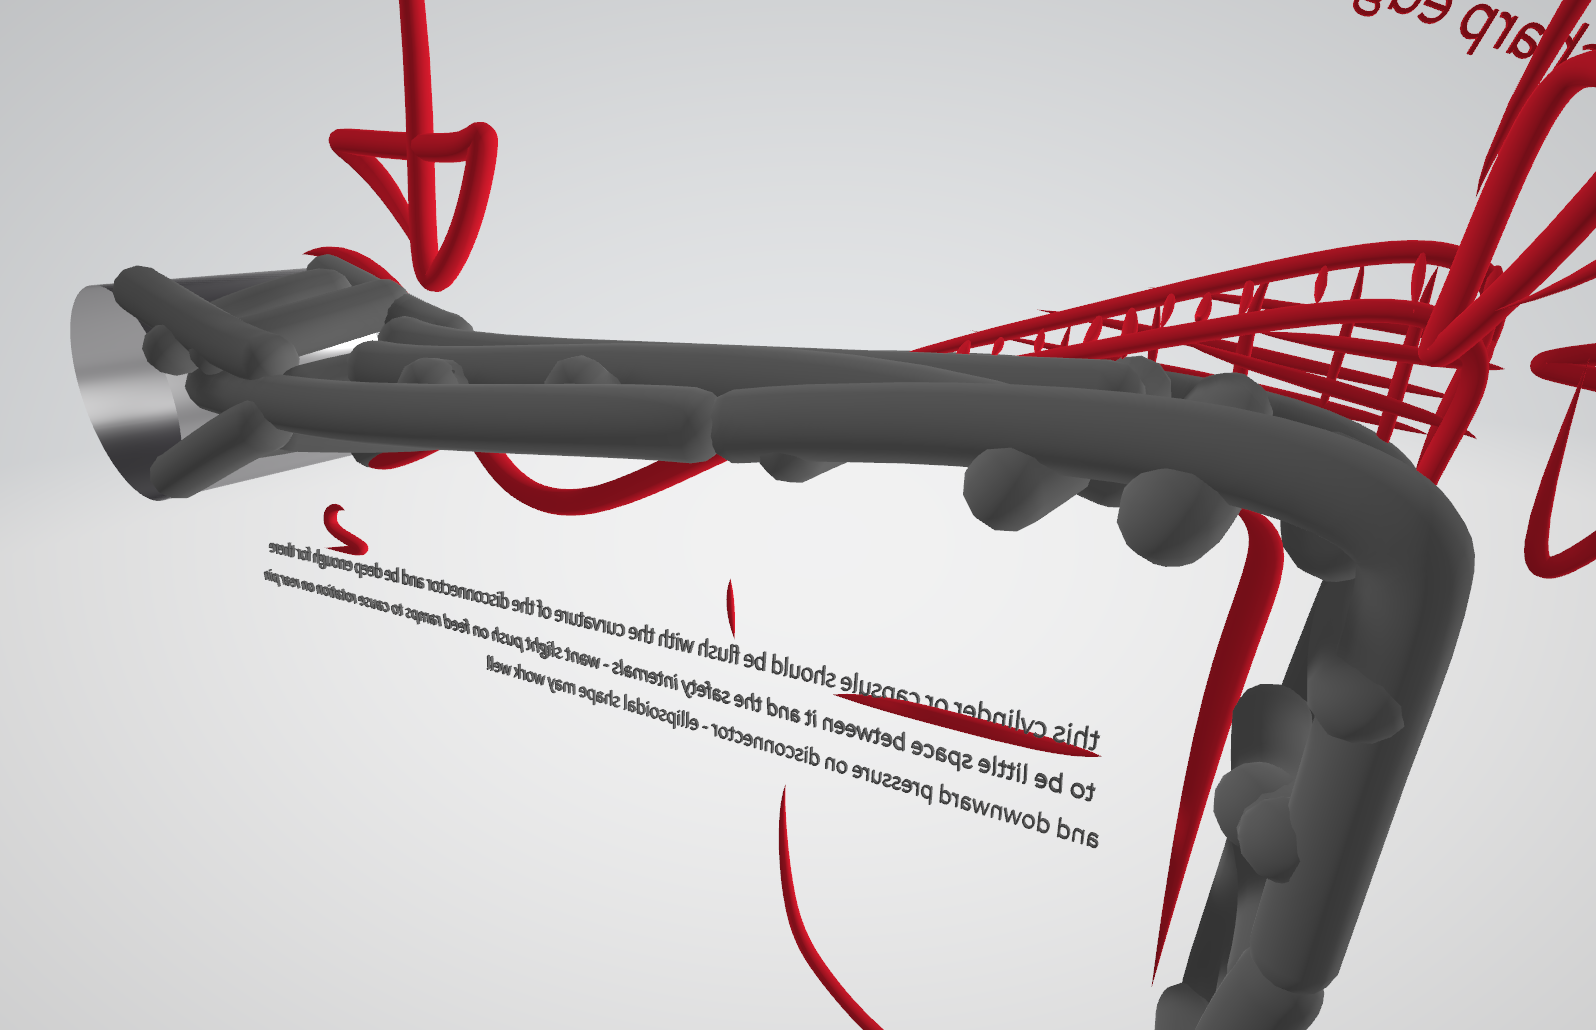 sharp edg
this cylinder or capsule should be flush with the curvature of the disconnector and be deep enough for there
to be little space between it and the safety internals - want slight push on feed ramps to cause rotation on rear pin
and downward pressure on disconnector - ellipsoidal shape may work well